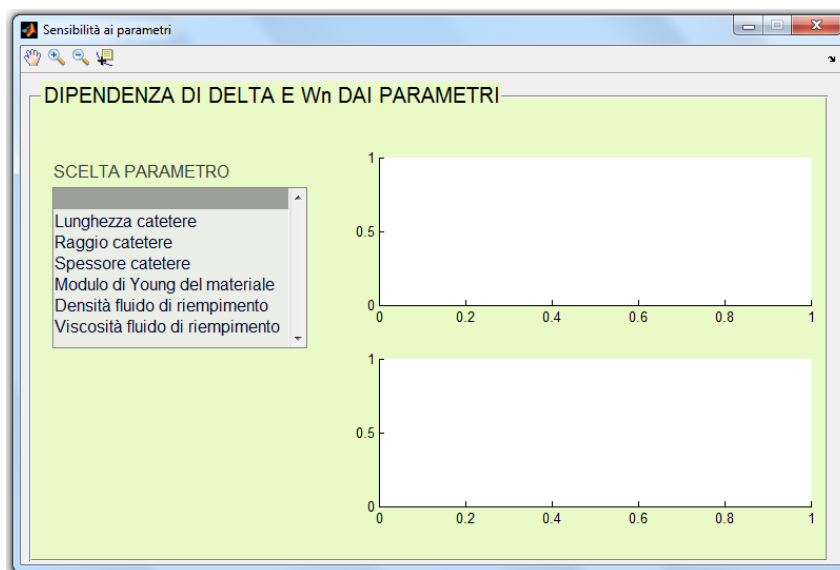 Sensibilità ai parametri
DIPENDENZA DI DELTA E Wn DAI PARAMETRI
SCELTA PARAMETRO
Lunghezza catetere
Raggio catetere
Spessore catetere
Modulo di Young del materiale
Densità fluido di riempimento
Viscosità fluido di riempimento
1
0.5
0
0 0.2 0.4 0.6 0.8 1
1
0.5
0
0 0.2 0.4 0.6 0.8 1